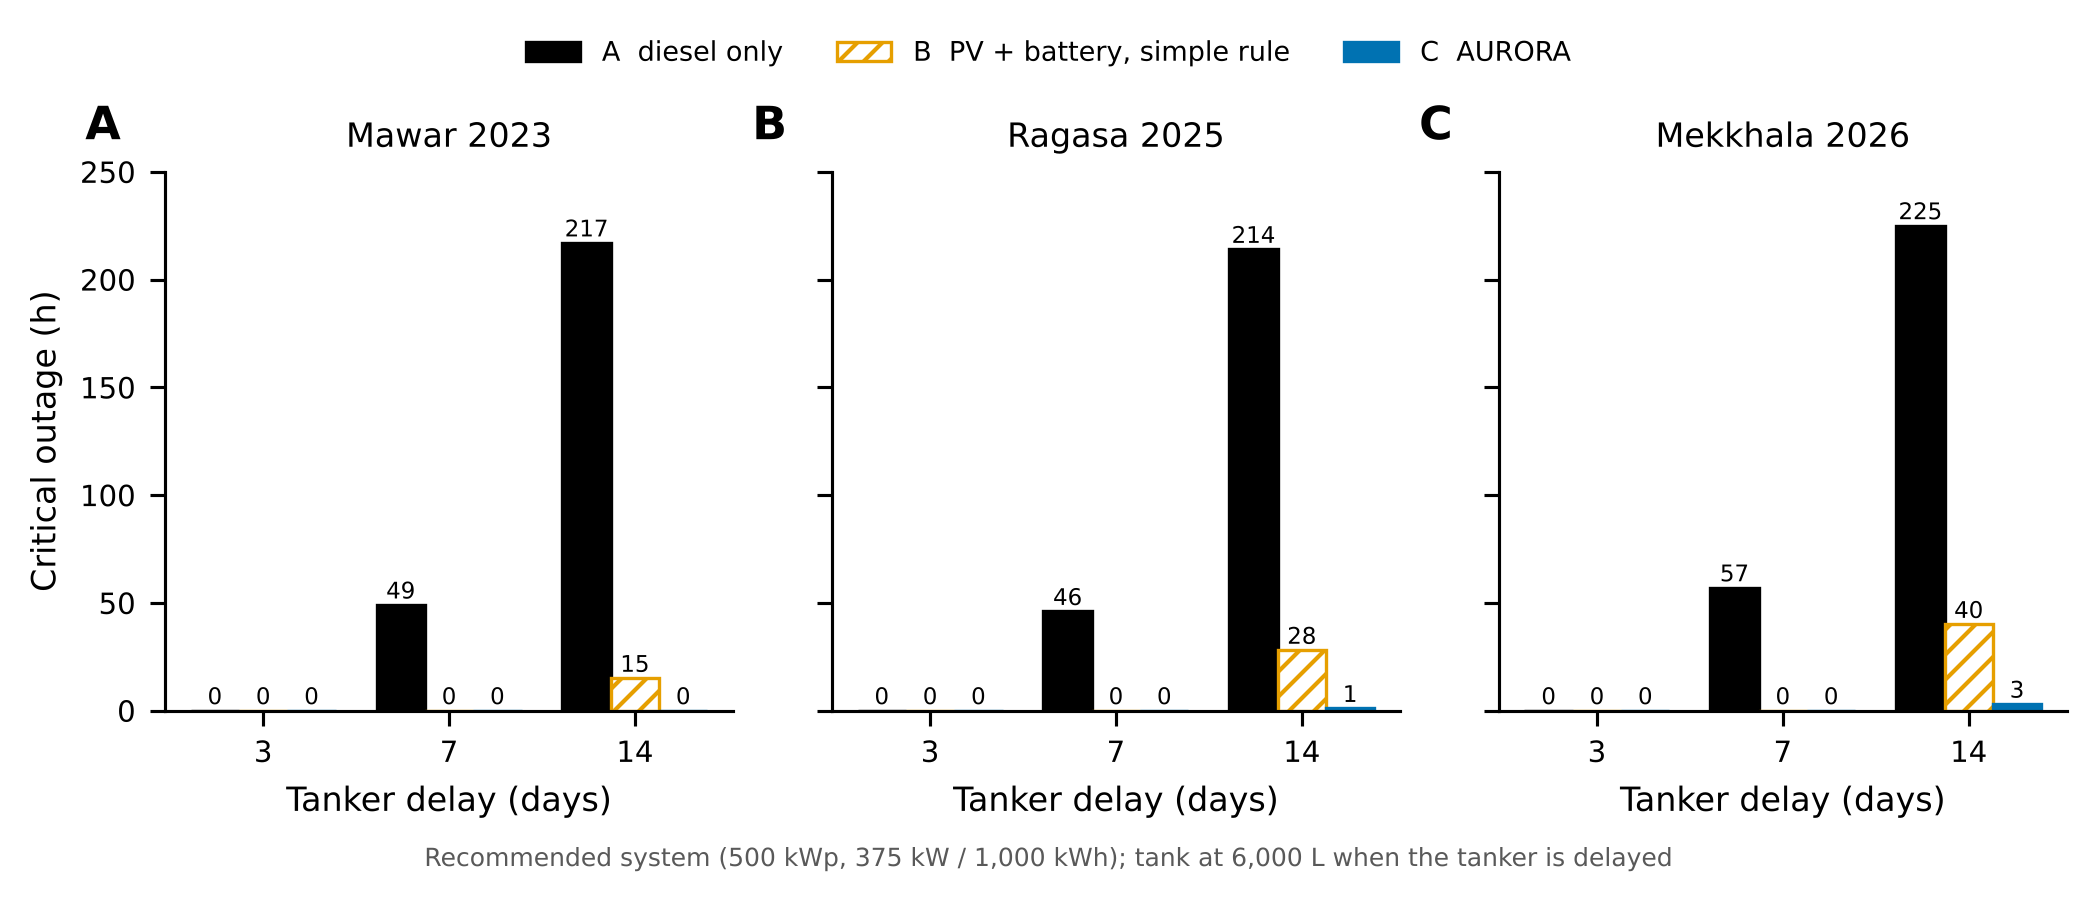 A diesel only
B PV + battery, simple rule
C AURORA
A
Mawar 2023
B
Ragasa 2025
C
Mekkhala 2026
Critical outage (h)
250
200
150
100
50
0
0 0 0 49 0 0 217 15 0
3 7 14
Tanker delay (days)
0 0 0 46 0 0 214 28 1
3 7 14
Tanker delay (days)
0 0 0 57 0 0 225 40 3
3 7 14
Tanker delay (days)
Recommended system (500 kWp, 375 kW / 1,000 kWh); tank at 6,000 L when the tanker is delayed